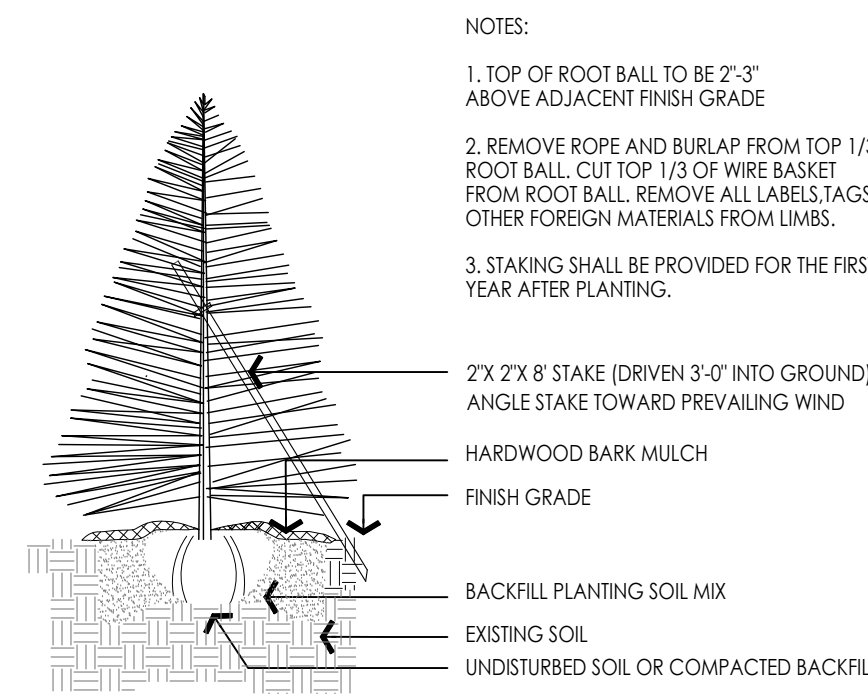 NOTES:
1. TOP OF ROOT BALL TO BE 2"-3"
ABOVE ADJACENT FINISH GRADE
2. REMOVE ROPE AND BURLAP FROM TOP 1/3
ROOT BALL. CUT TOP 1/3 OF WIRE BASKET
FROM ROOT BALL. REMOVE ALL LABELS,TAGS
OTHER FOREIGN MATERIALS FROM LIMBS.
3. STAKING SHALL BE PROVIDED FOR THE FIRS
YEAR AFTER PLANTING.
2"X 2"X 8' STAKE (DRIVEN 3'-0" INTO GROUND)
ANGLE STAKE TOWARD PREVAILING WIND
HARDWOOD BARK MULCH
FINISH GRADE
BACKFILL PLANTING SOIL MIX
EXISTING SOIL
UNDISTURBED SOIL OR COMPACTED BACKFIL